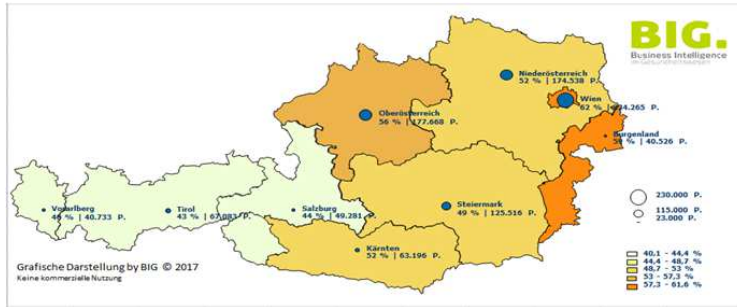 BIG.
Business Intelligence
Niederösterreich
52 % | 174.538 P.
Wien
62 %
Oberösterreich
56 % | 177.668 P.
Burgenland
40.526 P.
Vorarlberg
40.733 P.
Tirol
43 % | 67.083 P.
Salzburg
44 % | 49.281 P.
Steiermark
49 % | 125.516 P.
Kärnten
52 % | 63.196 P.
230.000 P.
115.000 P.
23.000 P.
40,1 - 44,4 %
44,4 - 48,7 %
48,7 - 53 %
53 - 57,3 %
57,3 - 61,6 %
Grafische Darstellung by BIG © 2017
Keine kommerzielle Nutzung